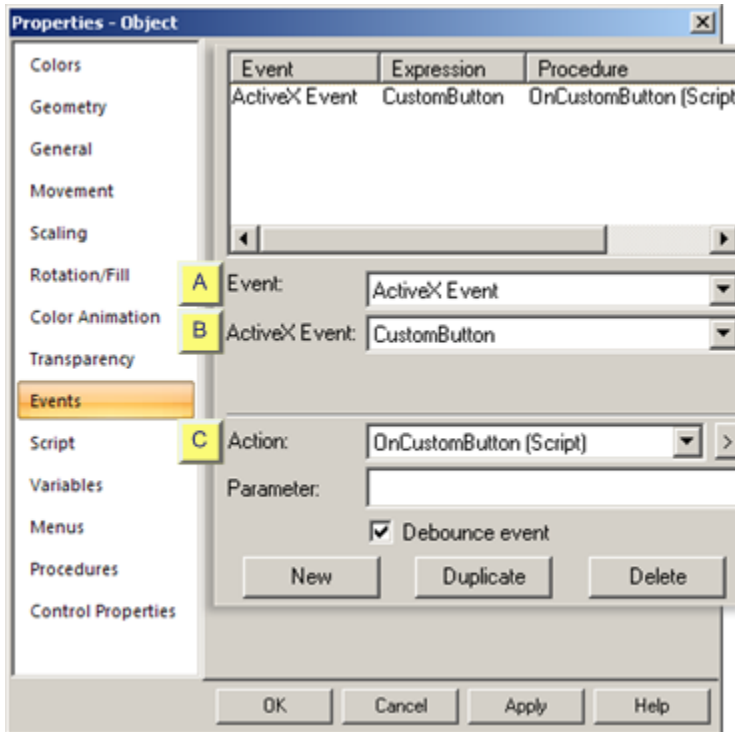 Properties - Object
Colors
Geometry
General
Movement
Scaling
Rotation/Fill
Color Animation
Transparency
Events
Script
Variables
Menus
Procedures
Control Properties
Event Expression Procedure
ActiveX Event CustomButton OnCustomButton (Script
A Event: ActiveX Event
B ActiveX Event: CustomButton
C Action: OnCustomButton (Script) >
Parameter:
Debounce event
New Duplicate Delete
OK Cancel Apply Help